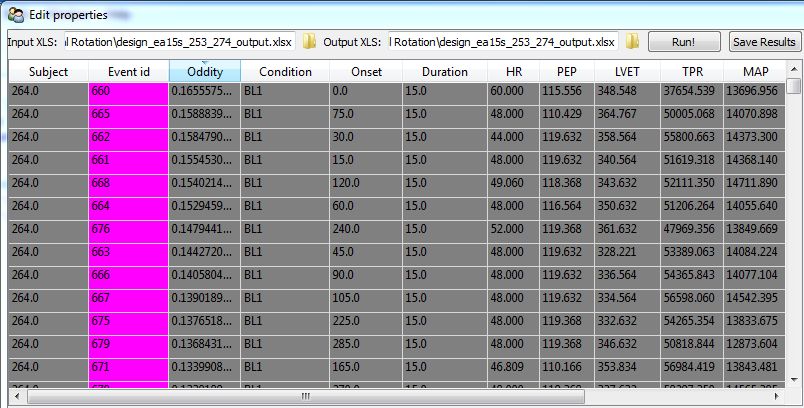 Edit properties
Input XLS: l Rotation\design_ea15s_253_274_output.xlsx Output XLS: l Rotation\design_ea15s_253_274_output.xlsx Run! Save Results
Subject Event id Oddity Condition Onset Duration HR PEP LVET TPR MAP
264.0 660 0.1655575... BL1 0.0 15.0 60.000 115.556 348.548 37654.539 13696.956
264.0 665 0.1588839... BL1 75.0 15.0 48.000 110.429 364.767 50005.068 14070.898
264.0 662 0.1584790... BL1 30.0 15.0 44.000 119.632 358.564 55800.663 14373.300
264.0 661 0.1554530... BL1 15.0 15.0 48.000 119.632 340.564 51619.318 14368.140
264.0 668 0.1540214... BL1 120.0 15.0 49.060 118.368 343.632 52111.350 14711.890
264.0 664 0.1529459... BL1 60.0 15.0 48.000 116.564 350.632 51206.264 14055.640
264.0 676 0.1479441... BL1 240.0 15.0 52.000 119.368 361.632 47969.356 13849.669
264.0 663 0.1442720... BL1 45.0 15.0 48.000 119.632 328.221 53389.063 14084.224
264.0 666 0.1405804... BL1 90.0 15.0 48.000 119.632 336.564 54365.843 14077.104
264.0 667 0.1390189... BL1 105.0 15.0 48.000 119.632 334.564 56598.060 14542.395
264.0 675 0.1376518... BL1 225.0 15.0 48.000 119.368 332.632 54265.354 13833.675
264.0 679 0.1368431... BL1 285.0 15.0 48.000 119.368 346.632 50818.844 12873.604
264.0 671 0.1339908... BL1 165.0 15.0 46.809 110.166 353.834 56984.419 13843.481